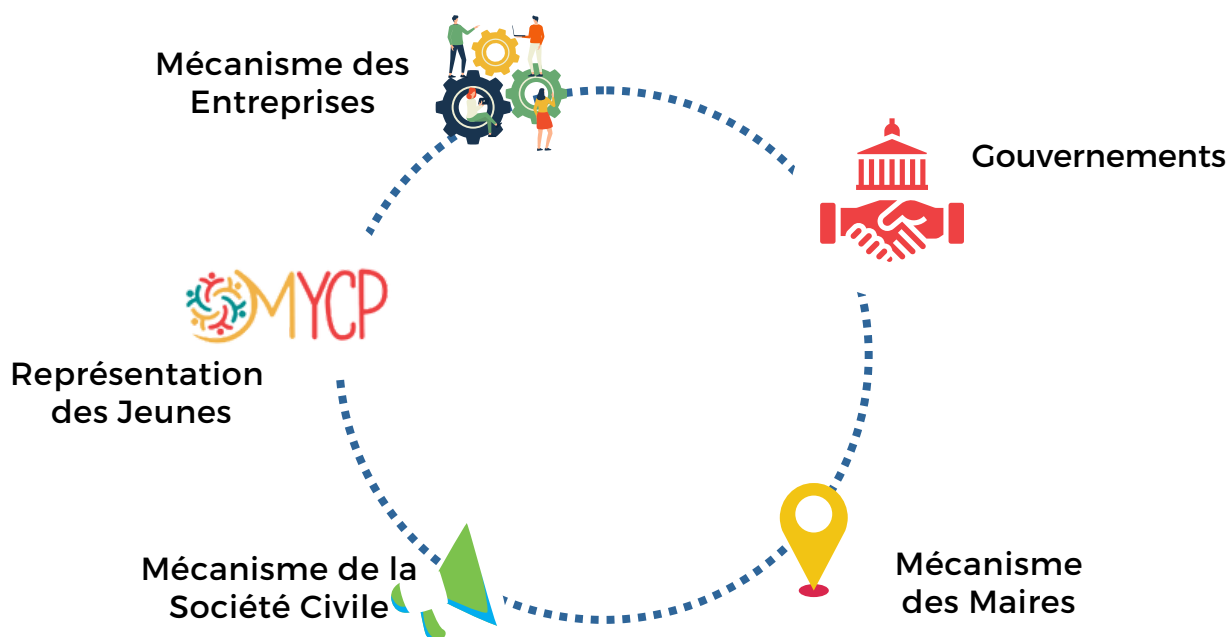 Mécanisme des
Entreprises
Gouvernements
MYCP
Représentation
des Jeunes
Mécanisme de la
Société Civile
Mécanisme
des Maires